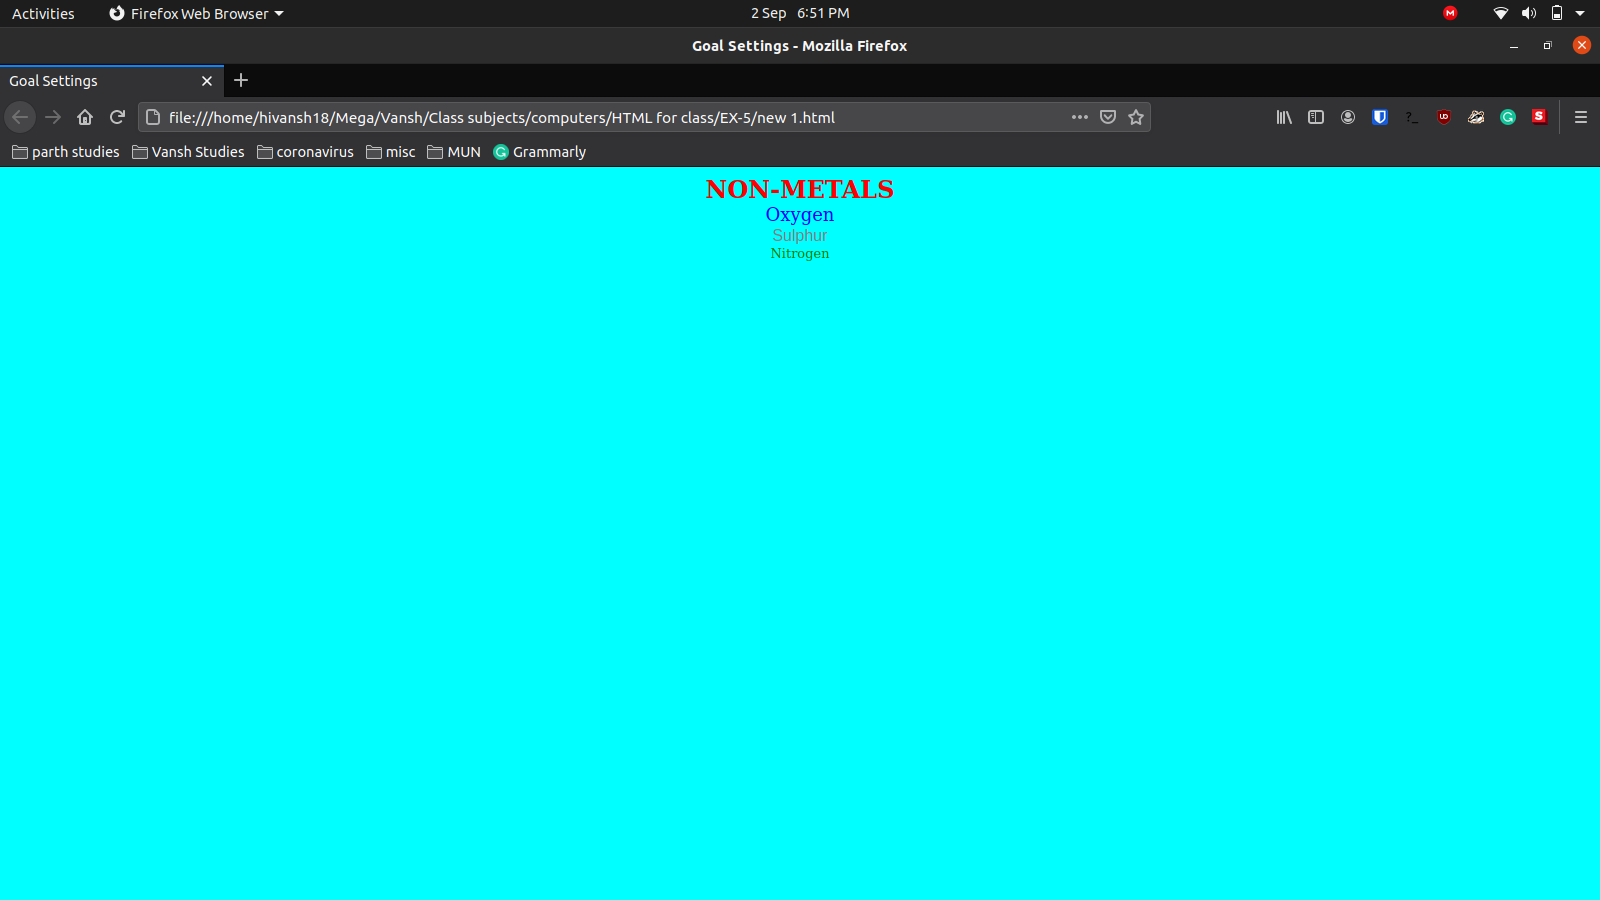 Activities Firefox Web Browser 2 Sep 6:51 PM
Goal Settings - Mozilla Firefox
Goal Settings
file:///home/hivansh18/Mega/Vansh/Class subjects/computers/HTML for class/EX-5/new 1.html
parth studies Vansh Studies coronavirus misc MUN Grammarly
NON-METALS
Oxygen
Sulphur
Nitrogen